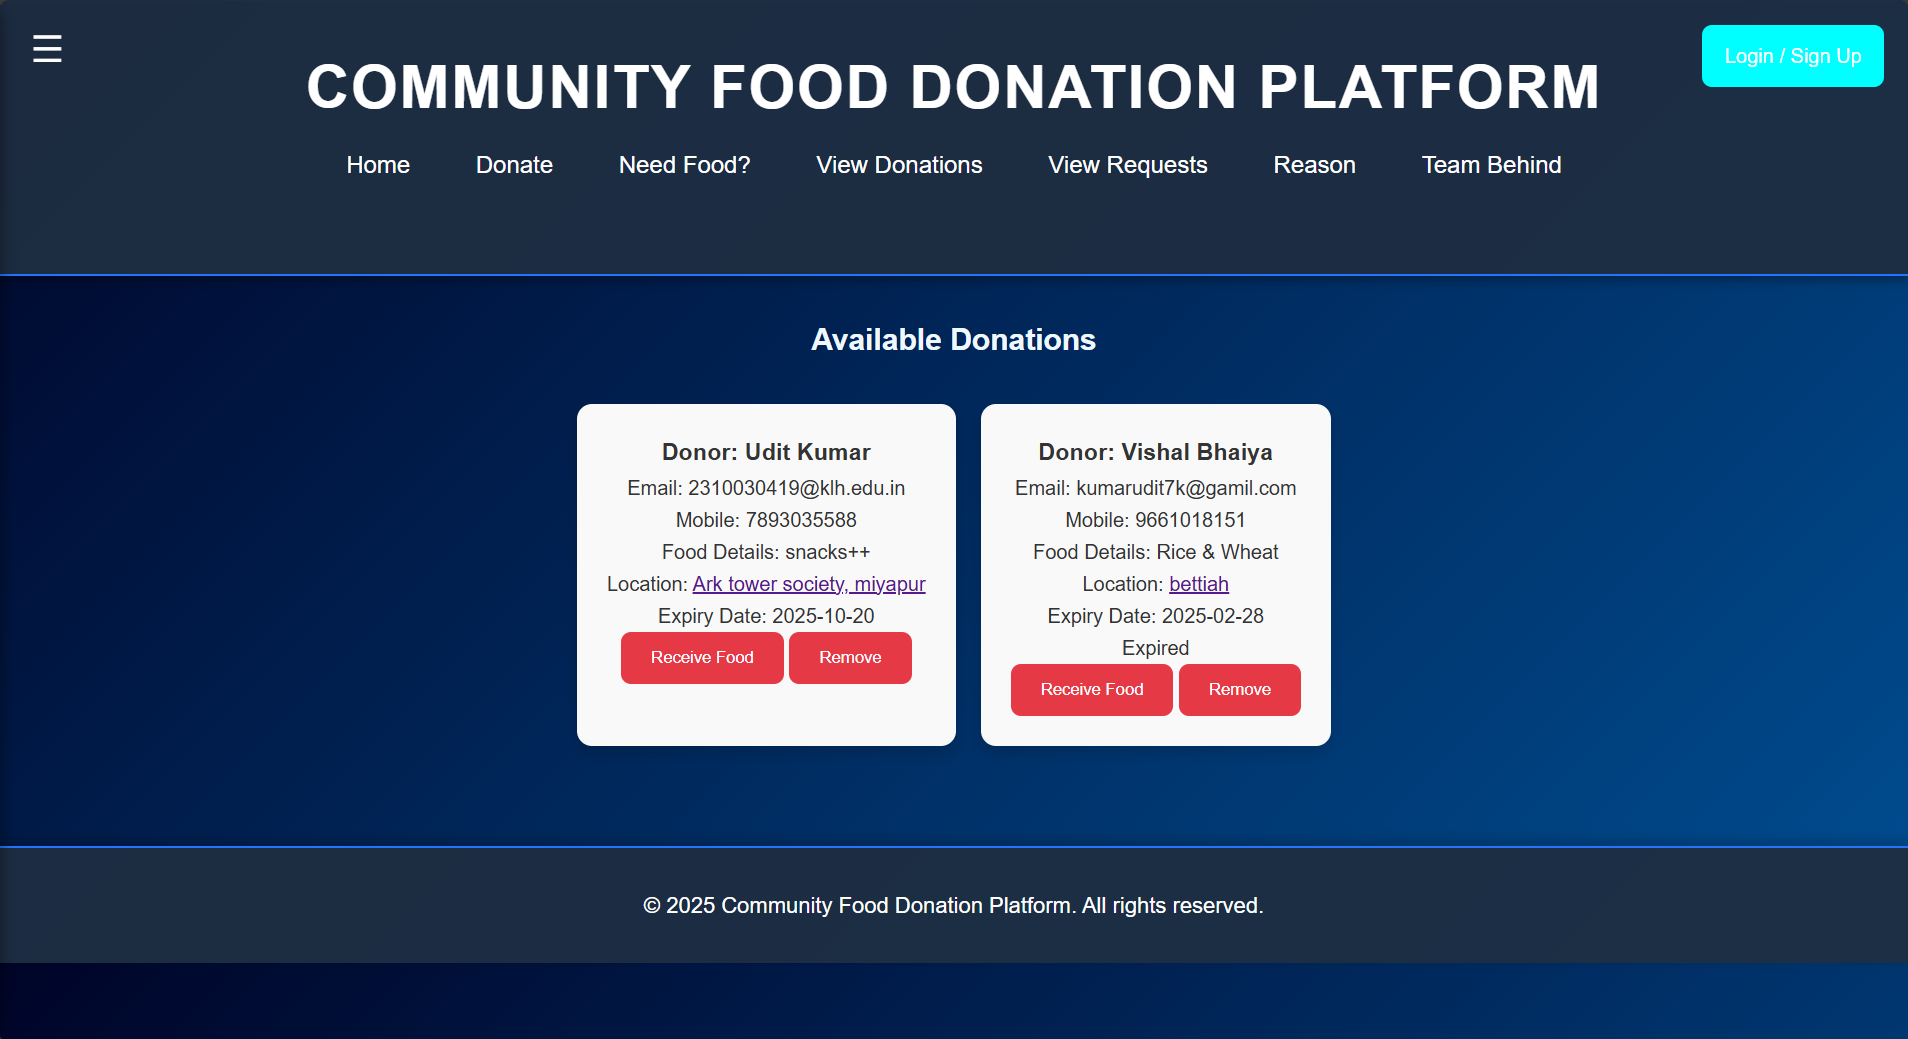 ☰
Login / Sign Up
COMMUNITY FOOD DONATION PLATFORM
Home Donate Need Food? View Donations View Requests Reason Team Behind
Available Donations
Donor: Udit Kumar
Email: 2310030419@klh.edu.in
Mobile: 7893035588
Food Details: snacks++
Location: Ark tower society, miyapur
Expiry Date: 2025-10-20
Receive Food Remove
Donor: Vishal Bhaiya
Email: kumarudit7k@gamil.com
Mobile: 9661018151
Food Details: Rice & Wheat
Location: bettiah
Expiry Date: 2025-02-28
Expired
Receive Food Remove
© 2025 Community Food Donation Platform. All rights reserved.